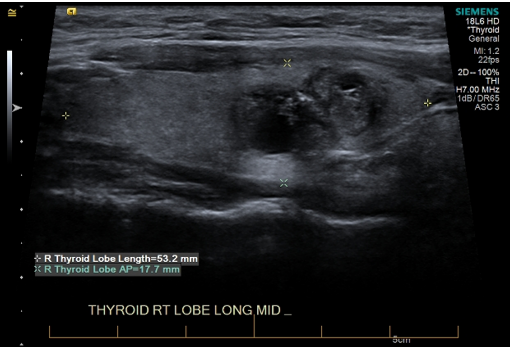 SIEMENS
18L6 HD
"Thyroid
General
MI: 1.2
22fps
2D–100%
THI
H7.00 MHz
1dB/DR65
ASC 3
R Thyroid Lobe Length=53.2 mm
R Thyroid Lobe AP=17.7 mm
THYROID RT LOBE LONG MID _
5cm